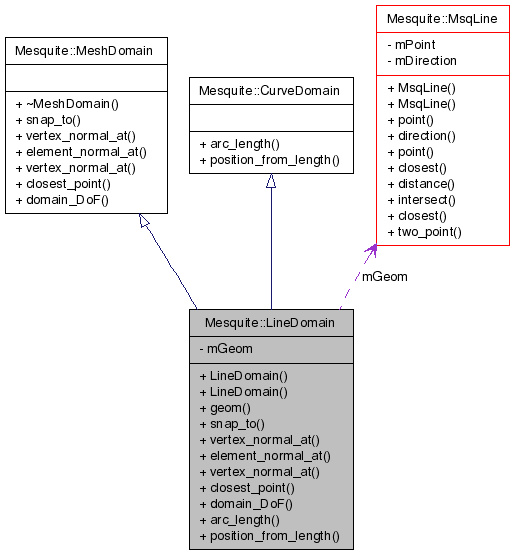 Mesquite::MeshDomain
+ ~MeshDomain()
+ snap_to()
+ vertex_normal_at()
+ element_normal_at()
+ vertex_normal_at()
+ closest_point()
+ domain_DoF()
Mesquite::CurveDomain
+ arc_length()
+ position_from_length()
Mesquite::MsqLine
- mPoint
- mDirection
+ MsqLine()
+ MsqLine()
+ point()
+ direction()
+ point()
+ closest()
+ distance()
+ intersect()
+ closest()
+ two_point()
mGeom
Mesquite::LineDomain
- mGeom
+ LineDomain()
+ LineDomain()
+ geom()
+ snap_to()
+ vertex_normal_at()
+ element_normal_at()
+ vertex_normal_at()
+ closest_point()
+ domain_DoF()
+ arc_length()
+ position_from_length()